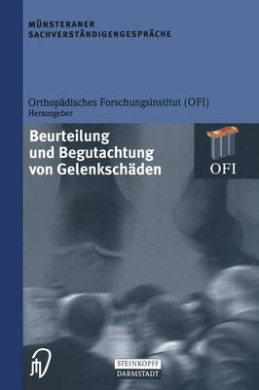 MÜNSTERANER
SACHVERSTÄNDIGENGESPRÄCHE
Orthopädisches Forschungsinstitut (OFI)
Herausgeber
Beurteilung
und Begutachtung
von Gelenkschäden
OFI
STEINKOPFF
DARMSTADT